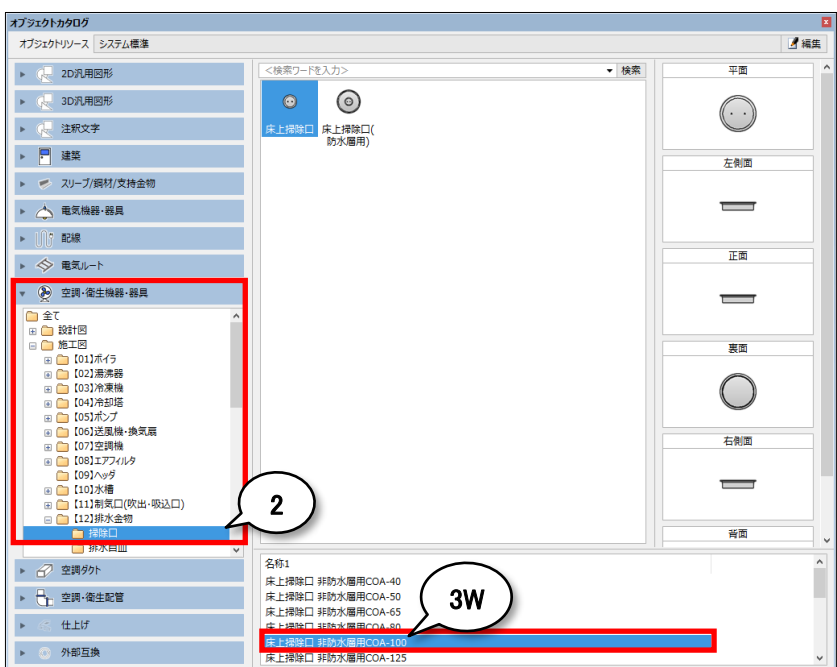 オブジェクトカタログ
オブジェクトリソース システム標準
編集
2D汎用図形
3D汎用図形
注釈文字
建築
スリーブ/鋼材/支持金物
電気機器・器具
配線
電気ルート
空調・衛生機器・器具
全て
設計図
施工図
【01】ボイラ
【02】湯沸器
【03】冷凍機
【04】冷却塔
【05】ポンプ
【06】送風機・換気扇
【07】空調機
【08】エアフィルタ
【09】ヘッダ
【10】水槽
【11】制気口(吹出・吸込口)
【12】排水金物
掃除口
排水目皿
空調ダクト
空調・衛生配管
仕上げ
外部互換
2
<検索ワードを入力>
検索
床上掃除口
床上掃除口(
防水層用)
平面
左側面
正面
裏面
右側面
背面
名称1
床上掃除口 非防水層用COA-40
床上掃除口 非防水層用COA-50
床上掃除口 非防水層用COA-65
床上掃除口 非防水層用COA-80
床上掃除口 非防水層用COA-100
床上掃除口 非防水層用COA-125
3W